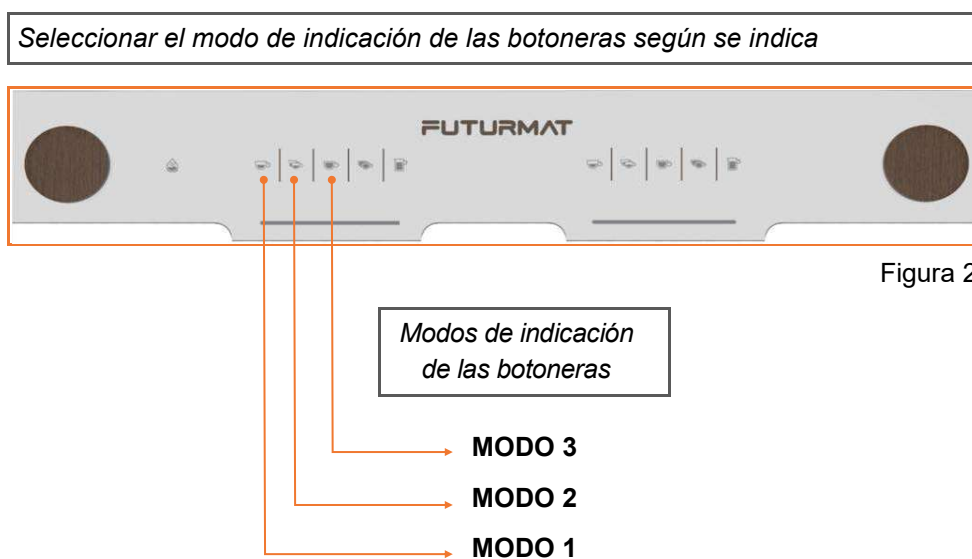 Seleccionar el modo de indicación de las botoneras según se indica
FUTURMAT
Figura 2
Modos de indicación
de las botoneras
MODO 3
MODO 2
MODO 1